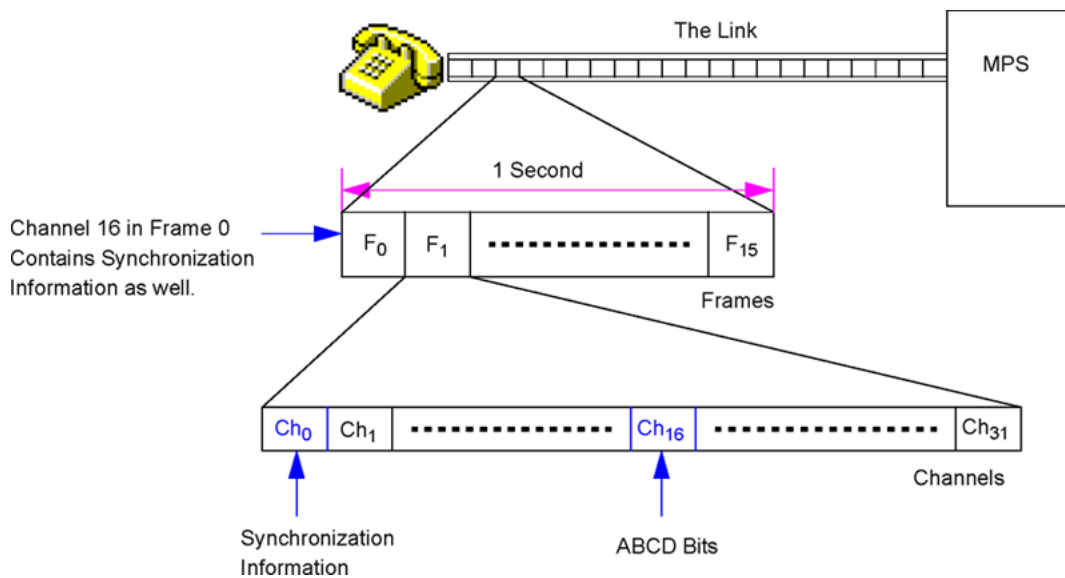 The Link
MPS
1 Second
Channel 16 in Frame 0
Contains Synchronization
Information as well.
F0 F1 F15
Frames
Ch0 Ch1 Ch16 Ch31
Channels
Synchronization
Information
ABCD Bits